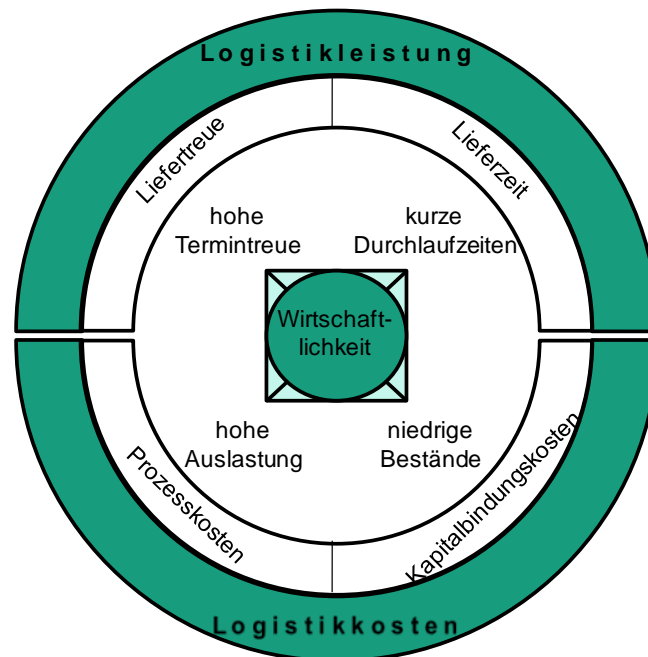 Logistikleistung
Liefertreue
Lieferzeit
hohe
Termintreue
kurze
Durchlaufzeiten
Wirtschaft-
lichkeit
hohe
Auslastung
niedrige
Bestände
Prozesskosten
Kapitalbindungskosten
Logistikkosten